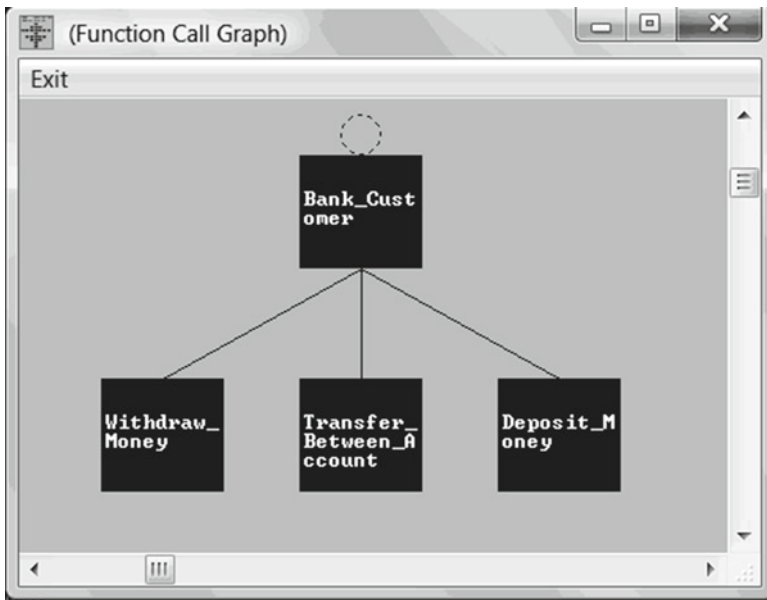 (Function Call Graph)
Exit
Bank_Cust
omer
Withdraw_
Money
Transfer_
Between_A
ccount
Deposit_M
oney